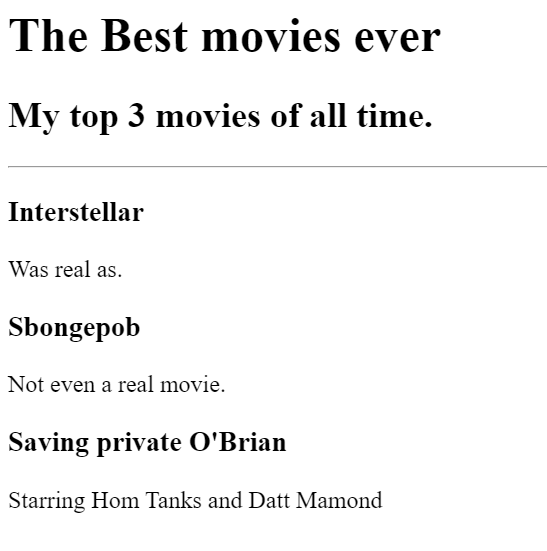 The Best movies ever
My top 3 movies of all time.
Interstellar
Was real as.
Sbongepob
Not even a real movie.
Saving private O'Brian
Starring Hom Tanks and Datt Mamond